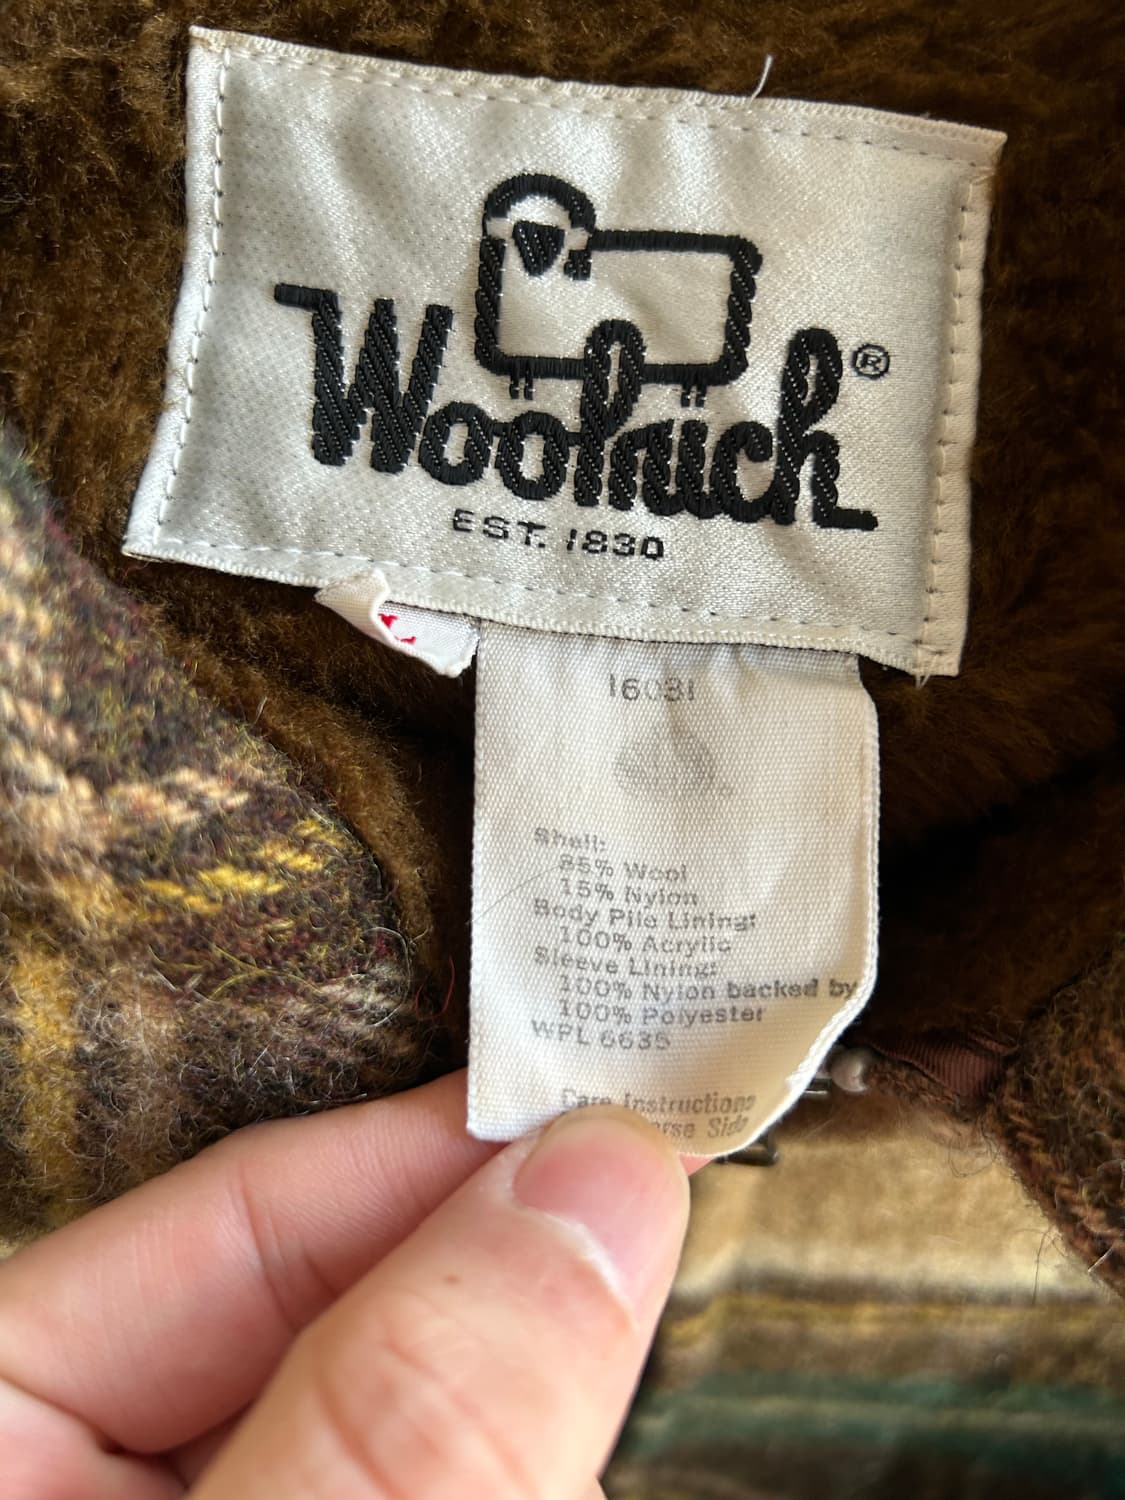 Woolrich®
EST. 1830
L
16031
Shell:
85% Wool
15% Nylon
Body Pile Lining:
100% Acrylic
Sleeve Lining:
100% Nylon backed by
100% Polyester
WPL 6635
Care Instructions
Side